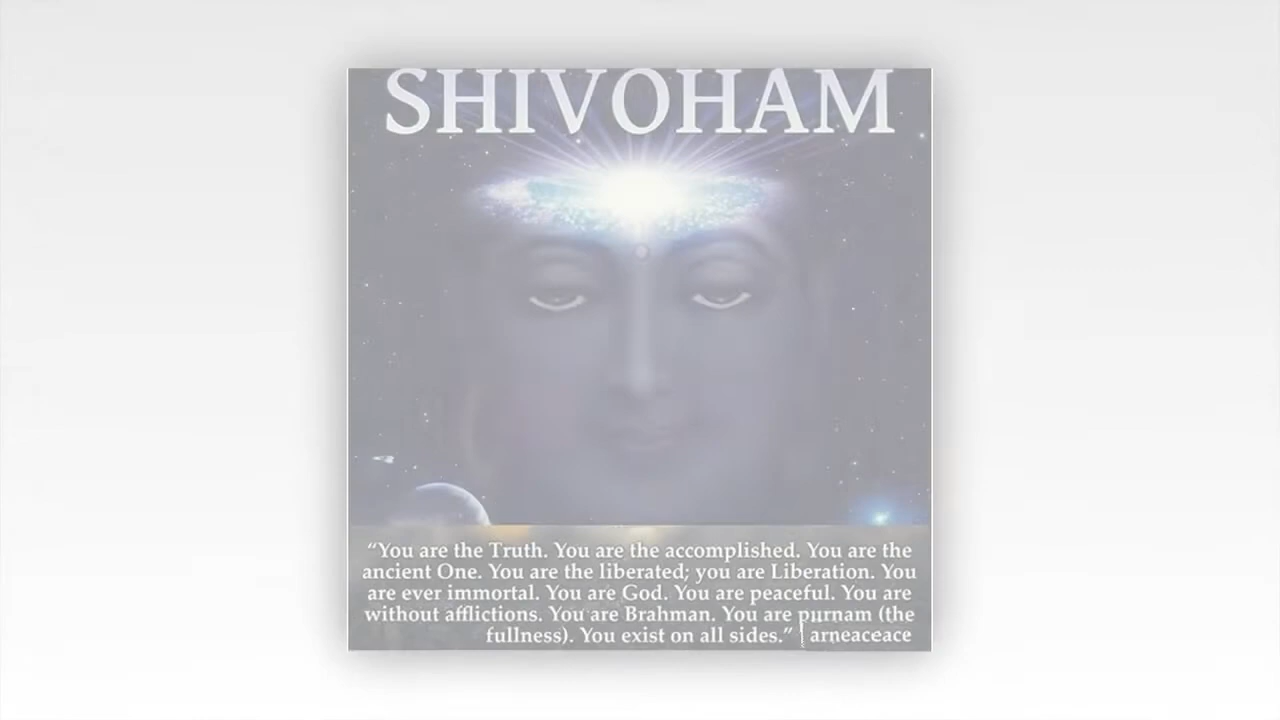 SHIVOHAM
“You are the Truth. You are the accomplished. You are the
ancient One. You are the liberated; you are Liberation. You
are ever immortal. You are God. You are peaceful. You are
without afflictions. You are Brahman. You are purnam (the
fullness). You exist on all sides.” arneaceace